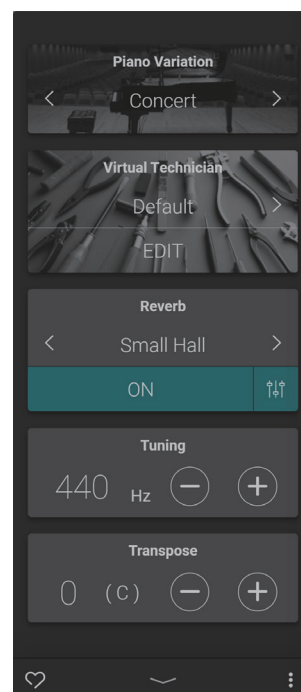 Piano Variation
Concert
Virtual Technician
Default
EDIT
Reverb
Small Hall
ON
Tuning
440 Hz
Transpose
0 (C)